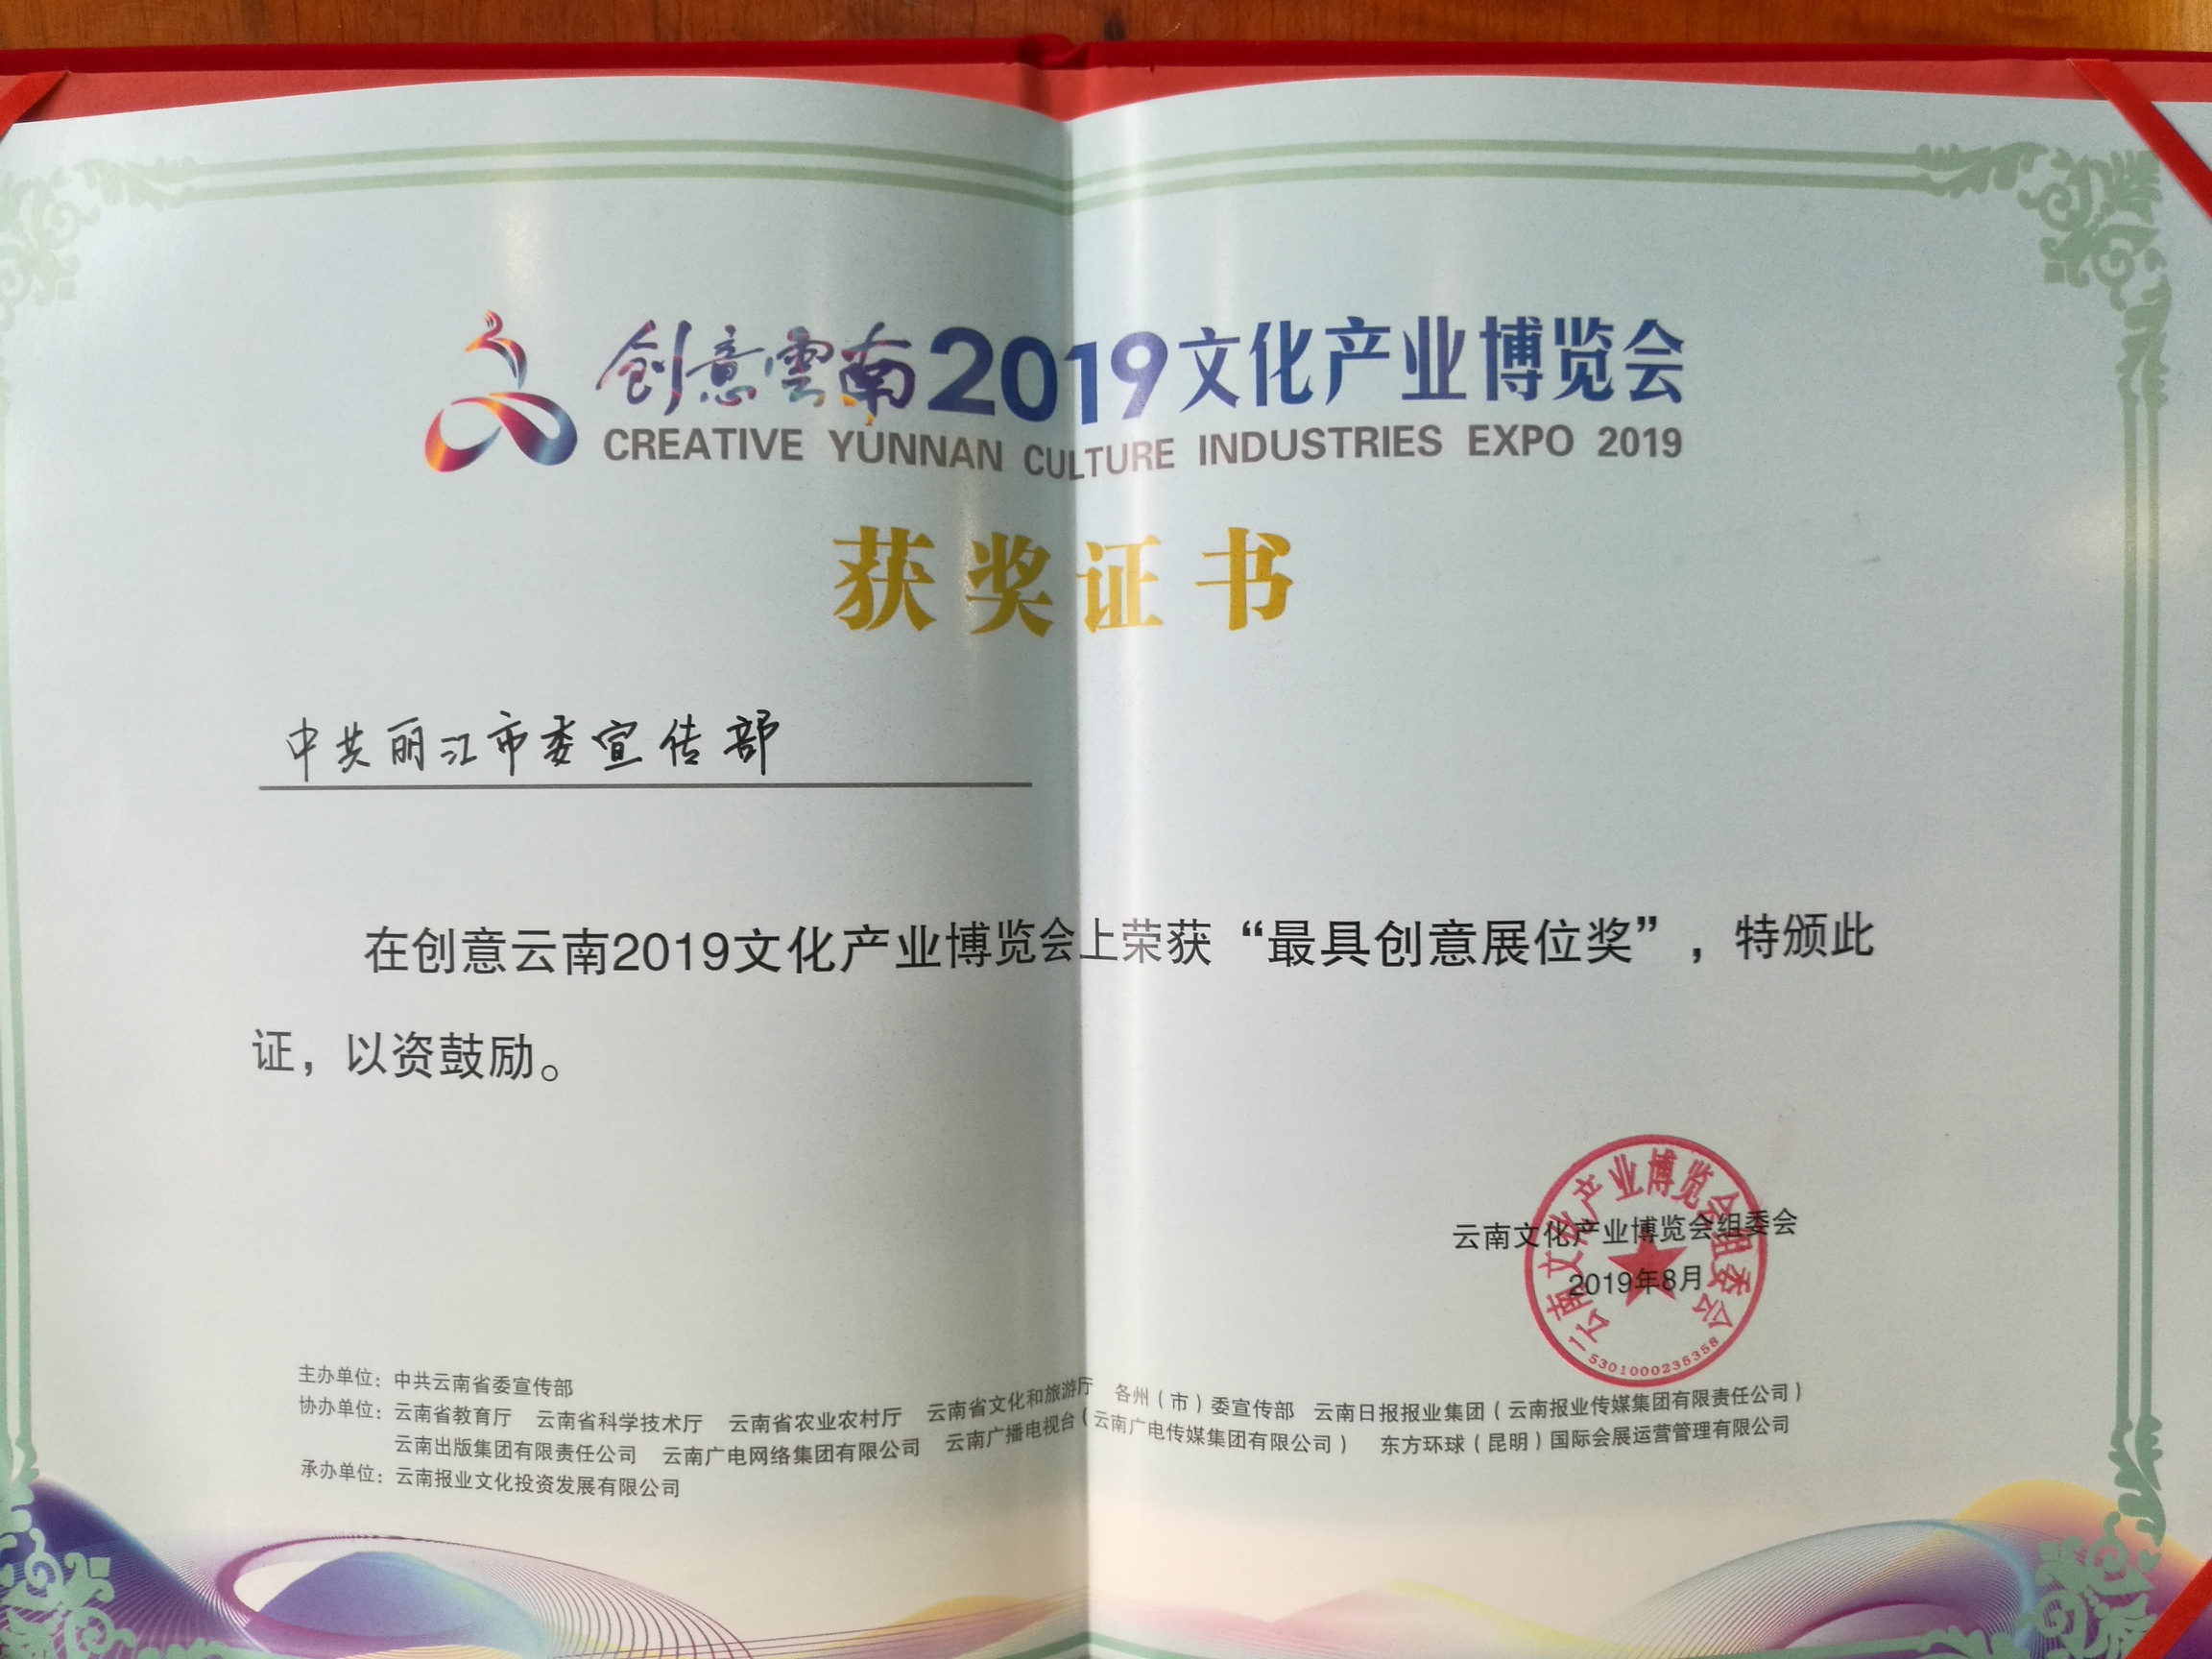 创意雲南2019文化产业博览会
CREATIVE YUNNAN CULTURE INDUSTRIES EXPO 2019
获奖证书
中共丽江市委宣传部
在创意云南2019文化产业博览会上荣获“最具创意展位奖”，特颁此
证，以资鼓励。
云南文化产业博览会组委会
2019年8月
云南文化产业博览会组委会
5301000235358
主办单位：中共云南省委宣传部
协办单位：云南省教育厅 云南省科学技术厅 云南省农业农村厅 云南省文化和旅游厅 各州（市）委宣传部 云南日报报业集团（云南报业传媒集团有限责任公司）
云南出版集团有限责任公司 云南广电网络集团有限公司 云南广播电视台（云南广电传媒集团有限公司） 东方环球（昆明）国际会展运营管理有限公司
承办单位：云南报业文化投资发展有限公司